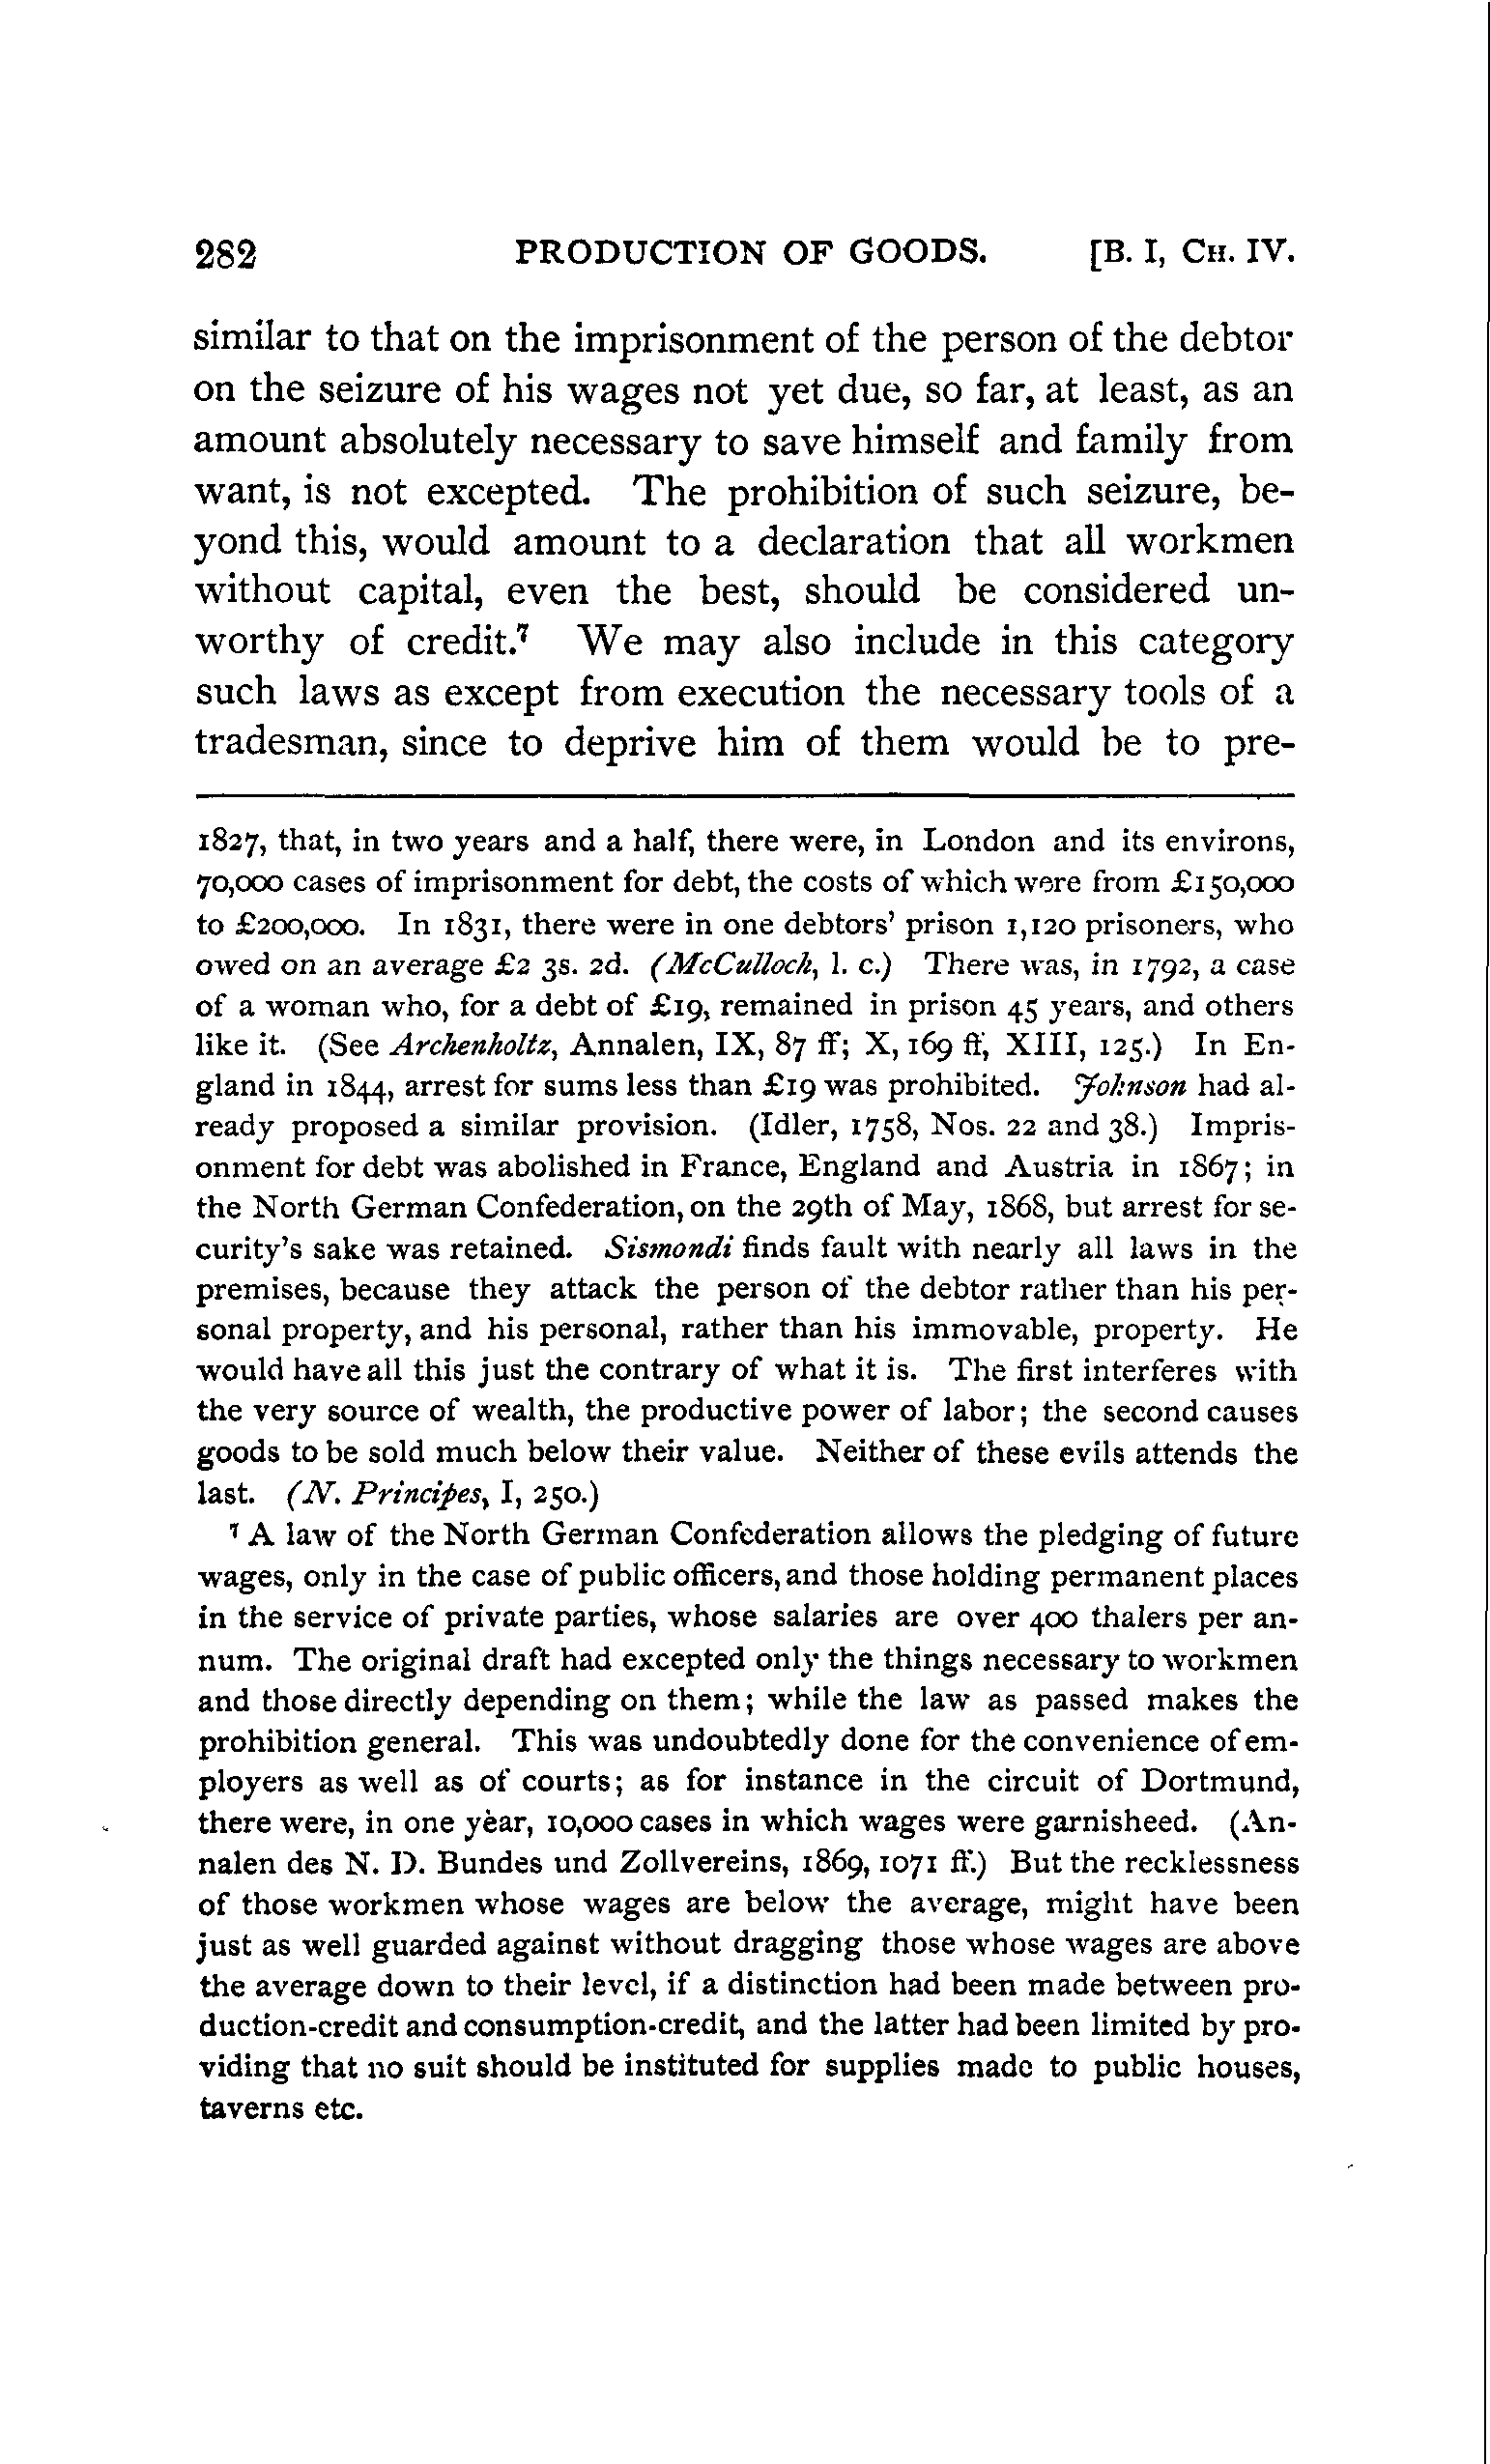 282 PRODUCTION OF GOODS. [B. I, CH. IV.
similar to that on the imprisonment of the person of the debtor
on the seizure of his wages not yet due, so far, at least, as an
amount absolutely necessary to save himself and family from
want, is not excepted. The prohibition of such seizure, be-
yond this, would amount to a declaration that all workmen
without capital, even the best, should be considered un-
worthy of credit.⁷ We may also include in this category
such laws as except from execution the necessary tools of a
tradesman, since to deprive him of them would be to pre-
1827, that, in two years and a half, there were, in London and its environs,
70,000 cases of imprisonment for debt, the costs of which were from £150,000
to £200,000. In 1831, there were in one debtors' prison 1,120 prisoners, who
owed on an average £2 3s. 2d. (McCulloch, l. c.) There was, in 1792, a case
of a woman who, for a debt of £19, remained in prison 45 years, and others
like it. (See Archenholtz, Annalen, IX, 87 ff; X, 169 ff, XIII, 125.) In En-
gland in 1844, arrest for sums less than £19 was prohibited. Johnson had al-
ready proposed a similar provision. (Idler, 1758, Nos. 22 and 38.) Impris-
onment for debt was abolished in France, England and Austria in 1867; in
the North German Confederation, on the 29th of May, 1868, but arrest for se-
curity's sake was retained. Sismondi finds fault with nearly all laws in the
premises, because they attack the person of the debtor rather than his per-
sonal property, and his personal, rather than his immovable, property. He
would have all this just the contrary of what it is. The first interferes with
the very source of wealth, the productive power of labor; the second causes
goods to be sold much below their value. Neither of these evils attends the
last. (N. Principes, I, 250.)
⁷ A law of the North German Confederation allows the pledging of future
wages, only in the case of public officers, and those holding permanent places
in the service of private parties, whose salaries are over 400 thalers per an-
num. The original draft had excepted only the things necessary to workmen
and those directly depending on them; while the law as passed makes the
prohibition general. This was undoubtedly done for the convenience of em-
ployers as well as of courts; as for instance in the circuit of Dortmund,
there were, in one year, 10,000 cases in which wages were garnisheed. (An-
nalen des N. D. Bundes und Zollvereins, 1869, 1071 ff.) But the recklessness
of those workmen whose wages are below the average, might have been
just as well guarded against without dragging those whose wages are above
the average down to their level, if a distinction had been made between pro-
duction-credit and consumption-credit, and the latter had been limited by pro-
viding that no suit should be instituted for supplies made to public houses,
taverns etc.